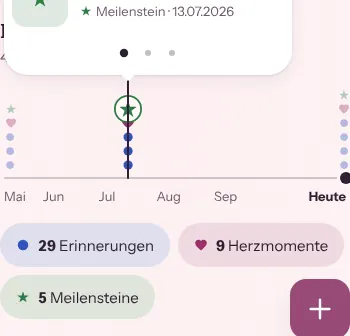 Meilenstein · 13.07.2026
Mai Jun Jul Aug Sep Heute
29 Erinnerungen 9 Herzmomente
5 Meilensteine